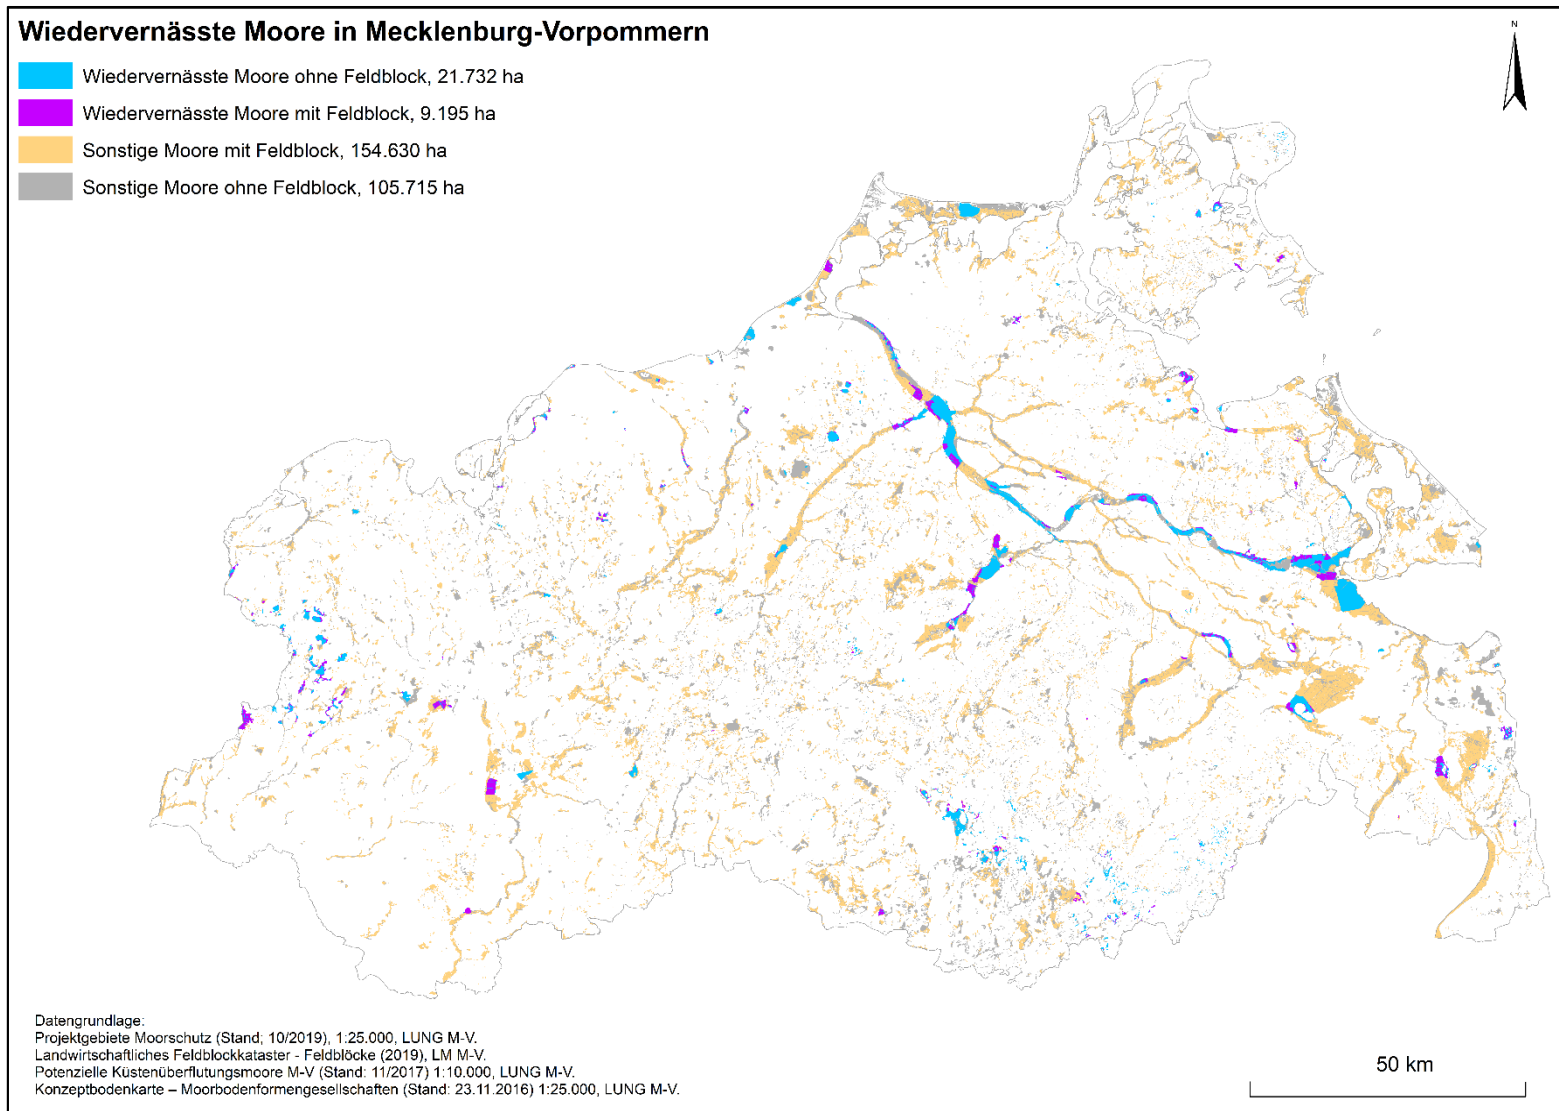 Wiedervernässte Moore in Mecklenburg-Vorpommern
Wiedervernässte Moore ohne Feldblock, 21.732 ha
Wiedervernässte Moore mit Feldblock, 9.195 ha
Sonstige Moore mit Feldblock, 154.630 ha
Sonstige Moore ohne Feldblock, 105.715 ha
N
Datengrundlage:
Projektgebiete Moorschutz (Stand; 10/2019), 1:25.000, LUNG M-V.
Landwirtschaftliches Feldblockkataster - Feldblöcke (2019), LM M-V.
Potenzielle Küstenüberflutungsmoore M-V (Stand: 11/2017) 1:10.000, LUNG M-V.
Konzeptbodenkarte – Moorbodenformengesellschaften (Stand: 23.11.2016) 1:25.000, LUNG M-V.
50 km